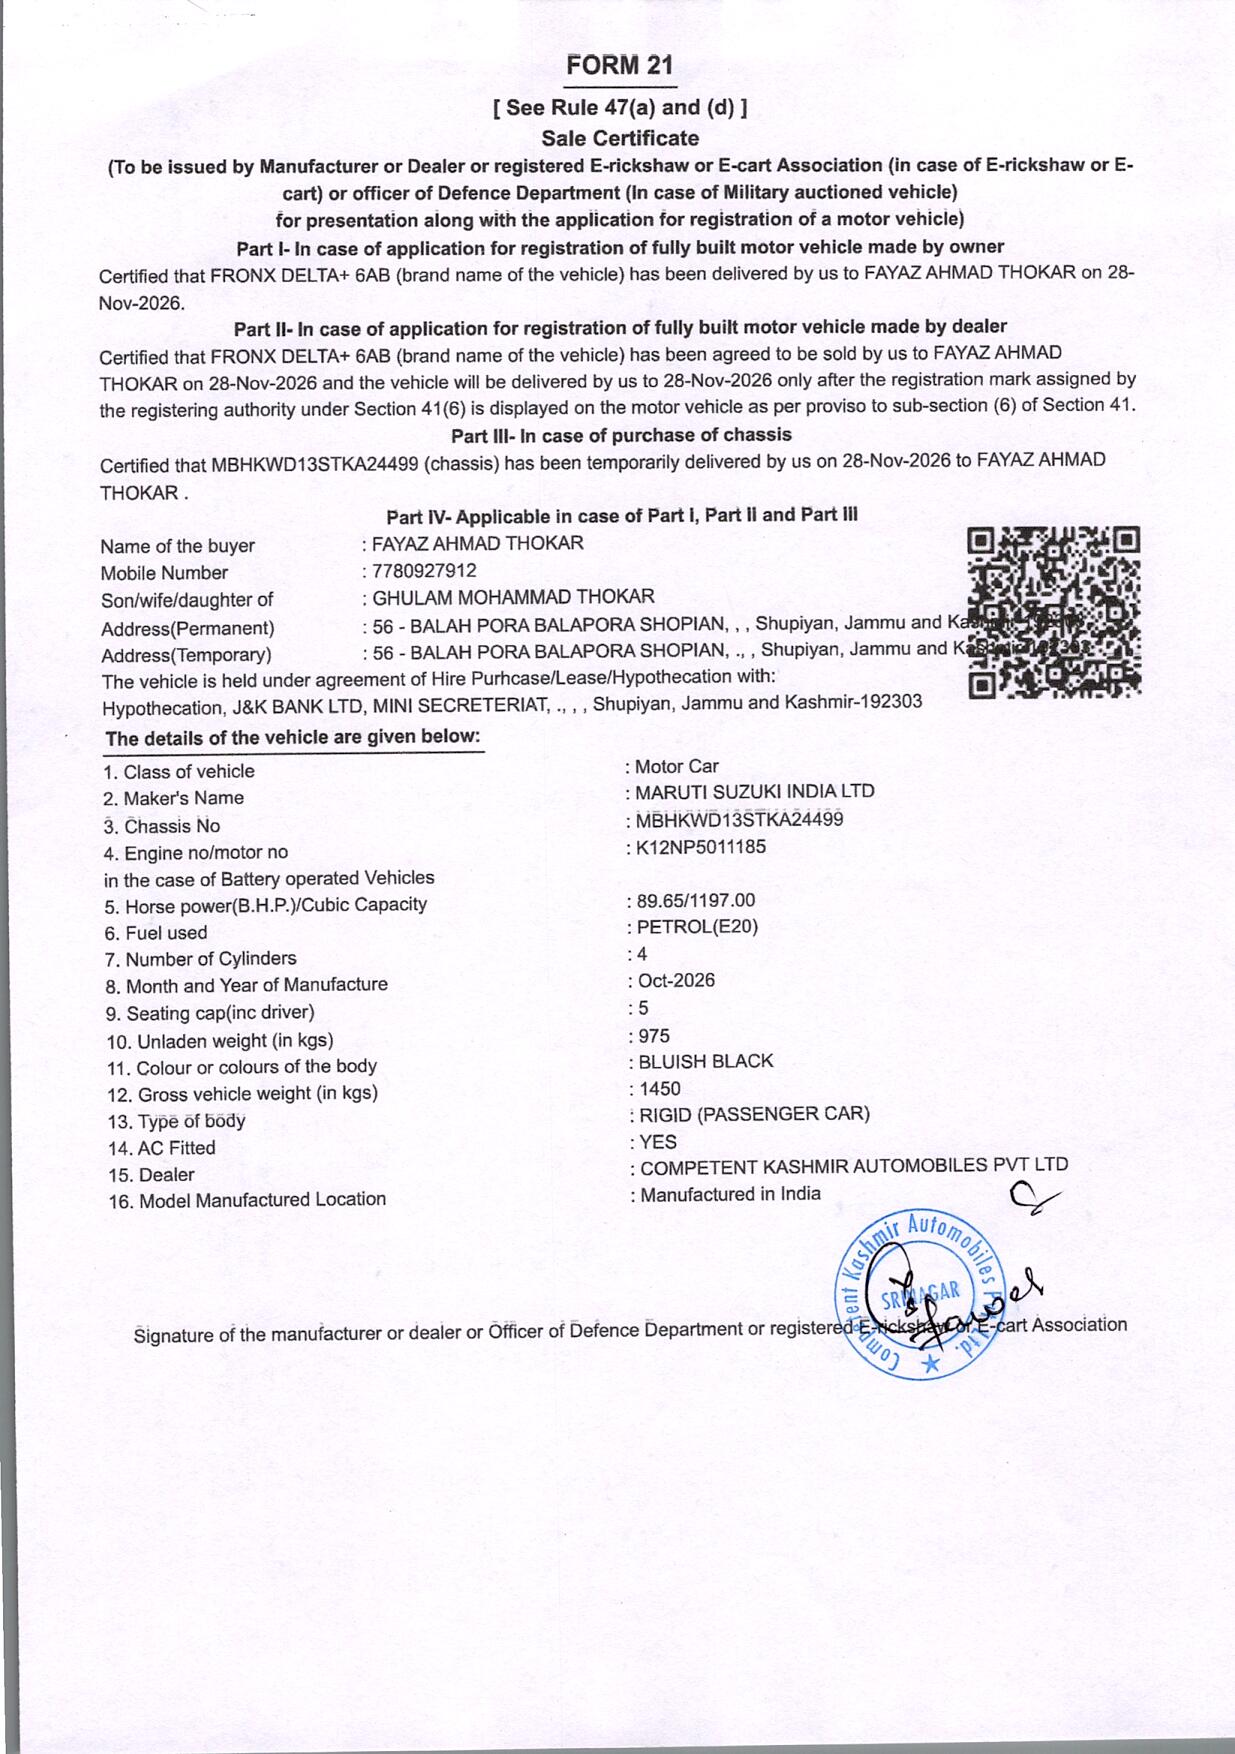 FORM 21
[ See Rule 47(a) and (d) ]
Sale Certificate
(To be issued by Manufacturer or Dealer or registered E-rickshaw or E-cart Association (in case of E-rickshaw or E-
cart) or officer of Defence Department (In case of Military auctioned vehicle)
for presentation along with the application for registration of a motor vehicle)
Part I- In case of application for registration of fully built motor vehicle made by owner
Certified that FRONX DELTA+ 6AB (brand name of the vehicle) has been delivered by us to FAYAZ AHMAD THOKAR on 28-
Nov-2026.
Part II- In case of application for registration of fully built motor vehicle made by dealer
Certified that FRONX DELTA+ 6AB (brand name of the vehicle) has been agreed to be sold by us to FAYAZ AHMAD
THOKAR on 28-Nov-2026 and the vehicle will be delivered by us to 28-Nov-2026 only after the registration mark assigned by
the registering authority under Section 41(6) is displayed on the motor vehicle as per proviso to sub-section (6) of Section 41.
Part III- In case of purchase of chassis
Certified that MBHKWD13STKA24499 (chassis) has been temporarily delivered by us on 28-Nov-2026 to FAYAZ AHMAD
THOKAR .
Part IV- Applicable in case of Part I, Part II and Part III
Name of the buyer : FAYAZ AHMAD THOKAR
Mobile Number : 7780927912
Son/wife/daughter of : GHULAM MOHAMMAD THOKAR
Address(Permanent) : 56 - BALAH PORA BALAPORA SHOPIAN, , , Shupiyan, Jammu and
Address(Temporary) : 56 - BALAH PORA BALAPORA SHOPIAN, ., , Shupiyan, Jammu and
The vehicle is held under agreement of Hire Purhcase/Lease/Hypothecation with:
Hypothecation, J&K BANK LTD, MINI SECRETERIAT, ., , , Shupiyan, Jammu and Kashmir-192303
The details of the vehicle are given below:
1. Class of vehicle : Motor Car
2. Maker's Name : MARUTI SUZUKI INDIA LTD
3. Chassis No : MBHKWD13STKA24499
4. Engine no/motor no : K12NP5011185
in the case of Battery operated Vehicles
5. Horse power(B.H.P.)/Cubic Capacity : 89.65/1197.00
6. Fuel used : PETROL(E20)
7. Number of Cylinders : 4
8. Month and Year of Manufacture : Oct-2026
9. Seating cap(inc driver) : 5
10. Unladen weight (in kgs) : 975
11. Colour or colours of the body : BLUISH BLACK
12. Gross vehicle weight (in kgs) : 1450
13. Type of body : RIGID (PASSENGER CAR)
14. AC Fitted : YES
15. Dealer : COMPETENT KASHMIR AUTOMOBILES PVT LTD
16. Model Manufactured Location : Manufactured in India
Competent Kashmir Automobiles Pvt. Ltd.
SRINAGAR
Signature of the manufacturer or dealer or Officer of Defence Department or registered E-rickshaw or E-cart Association